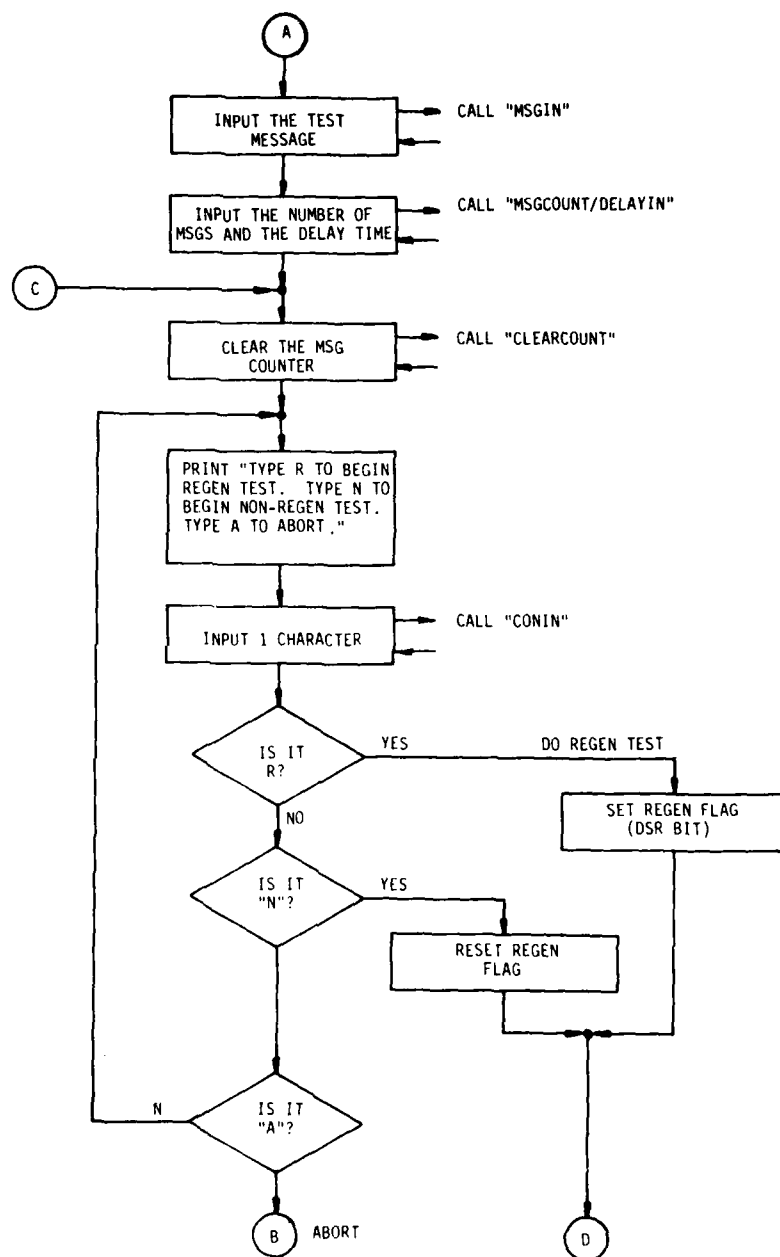 A
INPUT THE TEST
MESSAGE
CALL "MSGIN"
INPUT THE NUMBER OF
MSGS AND THE DELAY TIME
CALL "MSGCOUNT/DELAYIN"
C
CLEAR THE MSG
COUNTER
CALL "CLEARCOUNT"
PRINT "TYPE R TO BEGIN
REGEN TEST. TYPE N TO
BEGIN NON-REGEN TEST.
TYPE A TO ABORT."
INPUT 1 CHARACTER
CALL "CONIN"
IS IT
R?
YES
DO REGEN TEST
NO
SET REGEN FLAG
(DSR BIT)
IS IT
"N"?
YES
RESET REGEN
FLAG
IS IT
"A"?
N
B
ABORT
D